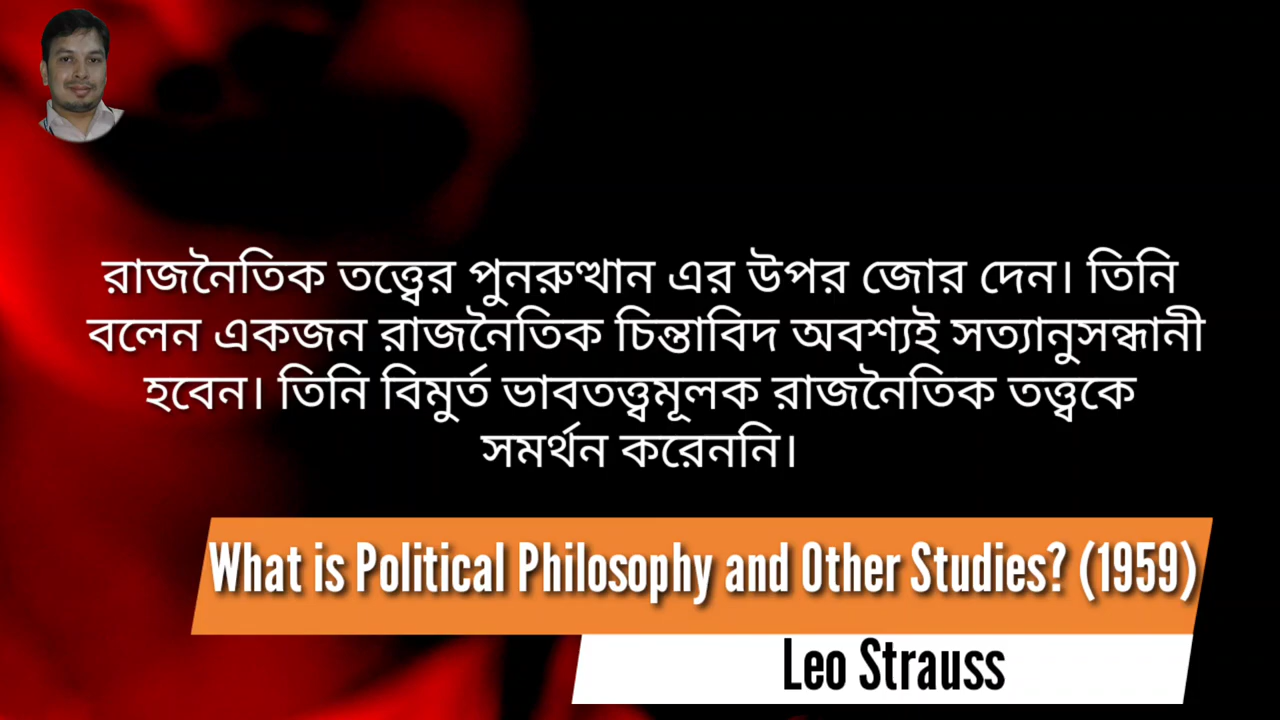 রাজনৈতিক তত্ত্বের পুনরুত্থান এর উপর জোর দেন। তিনি
বলেন একজন রাজনৈতিক চিন্তাবিদ অবশ্যই সত্যানুসন্ধানী
হবেন। তিনি বিমুর্ত ভাবতত্ত্বমূলক রাজনৈতিক তত্ত্বকে
সমর্থন করেননি।
What is Political Philosophy and Other Studies? (1959)
Leo Strauss